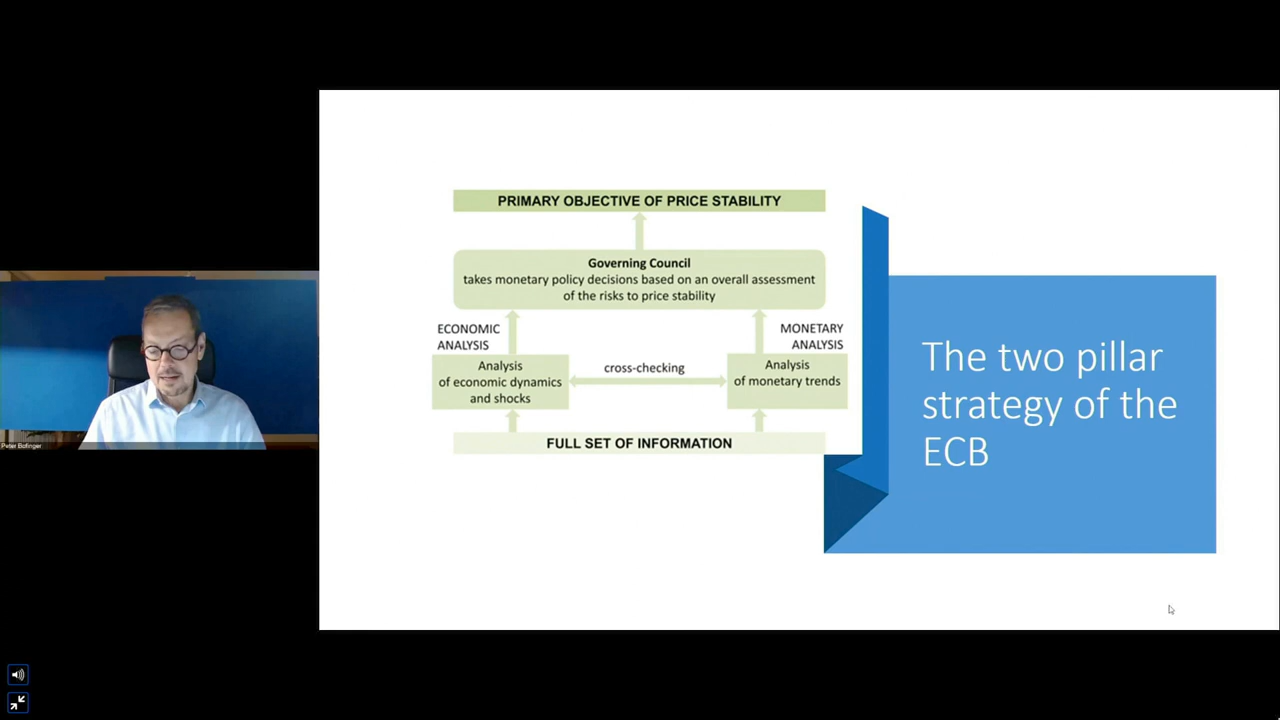 PRIMARY OBJECTIVE OF PRICE STABILITY
Governing Council
takes monetary policy decisions based on an overall assessment
of the risks to price stability
ECONOMIC
ANALYSIS
MONETARY
ANALYSIS
Analysis
of economic dynamics
and shocks
cross-checking
Analysis
of monetary trends
FULL SET OF INFORMATION
The two pillar
strategy of the
ECB
Peter Bofinger